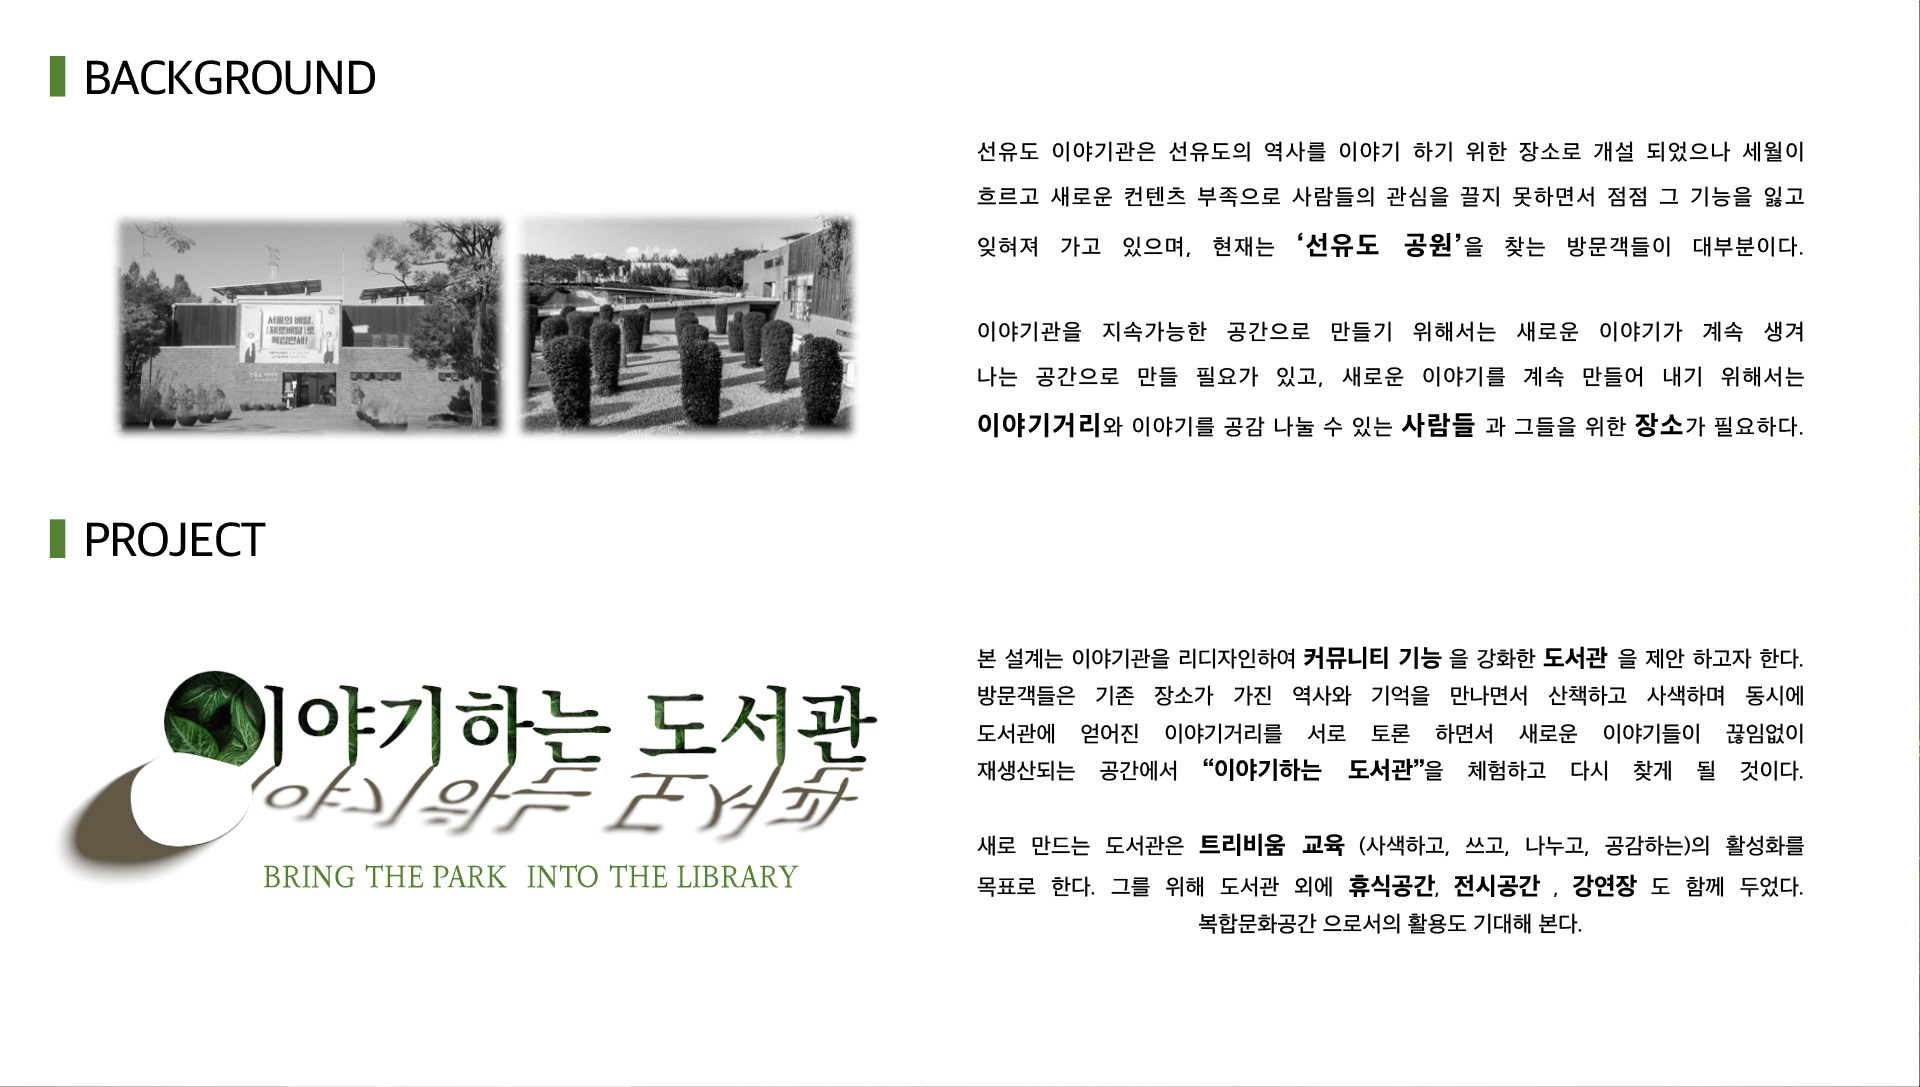 BACKGROUND
서울의 배달,
[제로배달]로
독립만세!
선유도 이야기관은 선유도의 역사를 이야기 하기 위한 장소로 개설 되었으나 세월이
흐르고 새로운 컨텐츠 부족으로 사람들의 관심을 끌지 못하면서 점점 그 기능을 잃고
잊혀져 가고 있으며, 현재는 ‘선유도 공원’을 찾는 방문객들이 대부분이다.
이야기관을 지속가능한 공간으로 만들기 위해서는 새로운 이야기가 계속 생겨
나는 공간으로 만들 필요가 있고, 새로운 이야기를 계속 만들어 내기 위해서는
이야기거리와 이야기를 공감 나눌 수 있는 사람들 과 그들을 위한 장소가 필요하다.
PROJECT
이야기하는 도서관
BRING THE PARK INTO THE LIBRARY
본 설계는 이야기관을 리디자인하여 커뮤니티 기능 을 강화한 도서관 을 제안 하고자 한다.
방문객들은 기존 장소가 가진 역사와 기억을 만나면서 산책하고 사색하며 동시에
도서관에 얻어진 이야기거리를 서로 토론 하면서 새로운 이야기들이 끊임없이
재생산되는 공간에서 “이야기하는 도서관”을 체험하고 다시 찾게 될 것이다.
새로 만드는 도서관은 트리비움 교육 (사색하고, 쓰고, 나누고, 공감하는)의 활성화를
목표로 한다. 그를 위해 도서관 외에 휴식공간, 전시공간 , 강연장 도 함께 두었다.
복합문화공간 으로서의 활용도 기대해 본다.